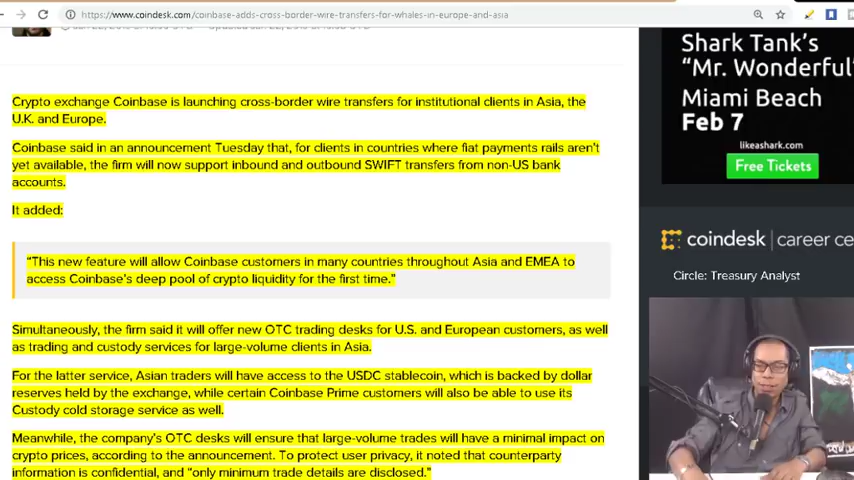 https://www.coindesk.com/coinbase-adds-cross-border-wire-transfers-for-whales-in-europe-and-asia
Crypto exchange Coinbase is launching cross-border wire transfers for institutional clients in Asia, the
U.K. and Europe.
Coinbase said in an announcement Tuesday that, for clients in countries where fiat payments rails aren't
yet available, the firm will now support inbound and outbound SWIFT transfers from non-US bank
accounts.
It added:
“This new feature will allow Coinbase customers in many countries throughout Asia and EMEA to
access Coinbase's deep pool of crypto liquidity for the first time.”
Simultaneously, the firm said it will offer new OTC trading desks for U.S. and European customers, as well
as trading and custody services for large-volume clients in Asia.
For the latter service, Asian traders will have access to the USDC stablecoin, which is backed by dollar
reserves held by the exchange, while certain Coinbase Prime customers will also be able to use its
Custody cold storage service as well.
Meanwhile, the company's OTC desks will ensure that large-volume trades will have a minimal impact on
crypto prices, according to the announcement. To protect user privacy, it noted that counterparty
information is confidential, and “only minimum trade details are disclosed.”
Shark Tank's
“Mr. Wonderful”
Miami Beach
Feb 7
likeashark.com
Free Tickets
coindesk | career ce
Circle: Treasury Analyst